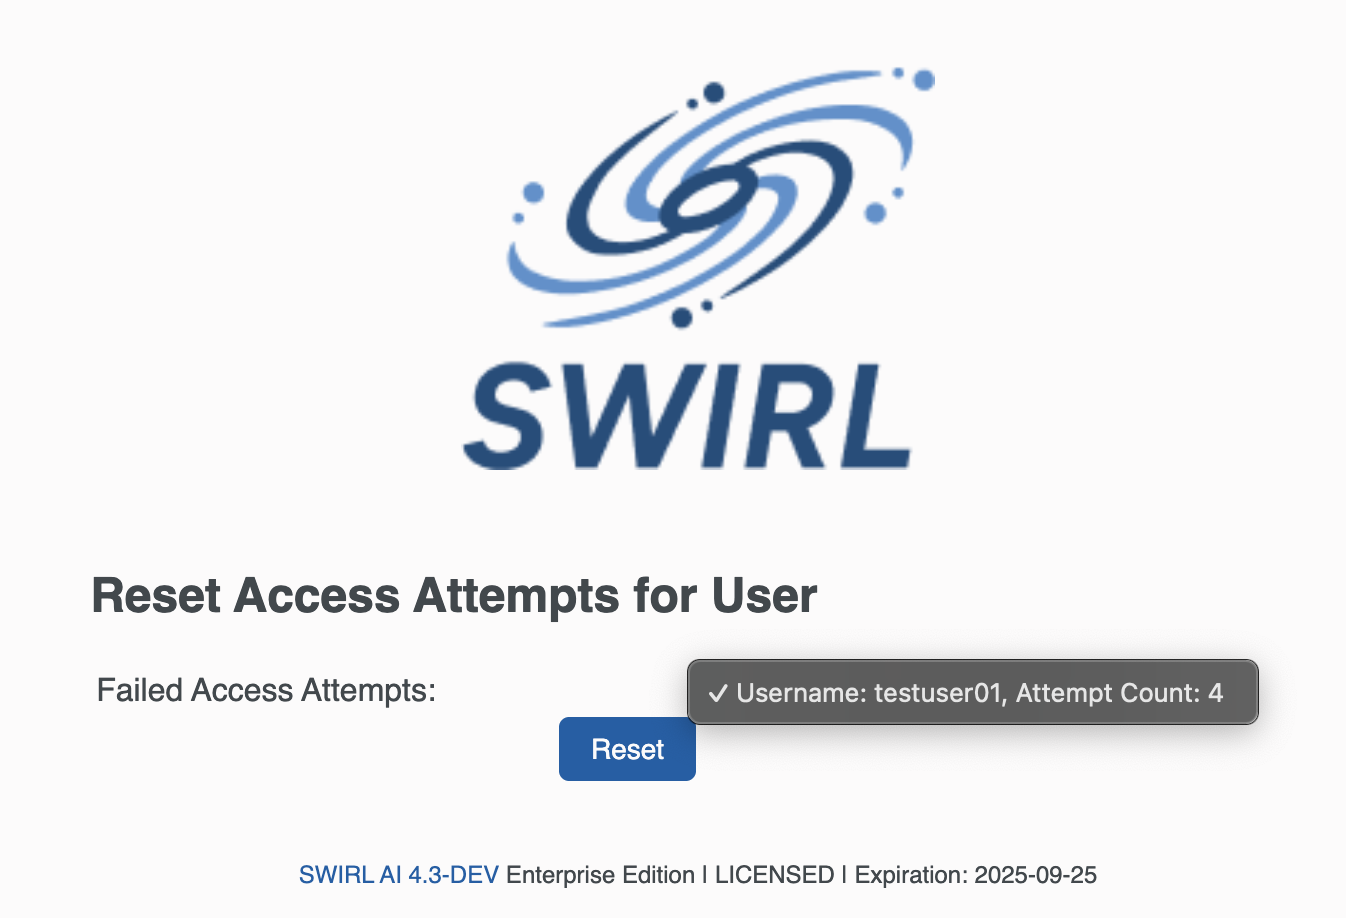 SWIRL
Reset Access Attempts for User
Failed Access Attempts:
✓ Username: testuser01, Attempt Count: 4
Reset
SWIRL AI 4.3-DEV Enterprise Edition | LICENSED | Expiration: 2025-09-25